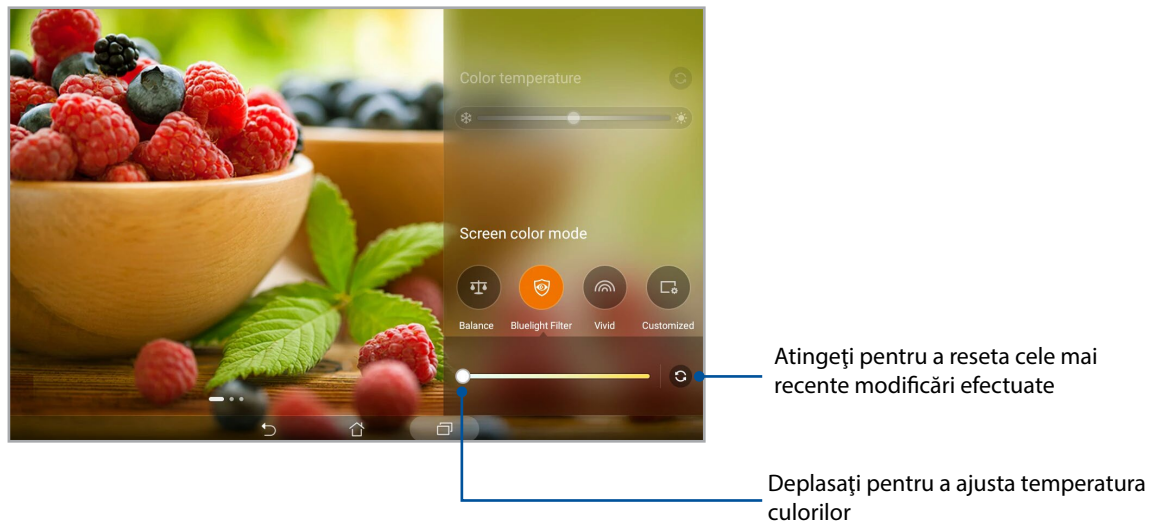 Color temperature
Screen color mode
Balance Bluelight Filter Vivid Customized
Atingeţi pentru a reseta cele mai
recente modificări efectuate
Deplasaţi pentru a ajusta temperatura
culorilor